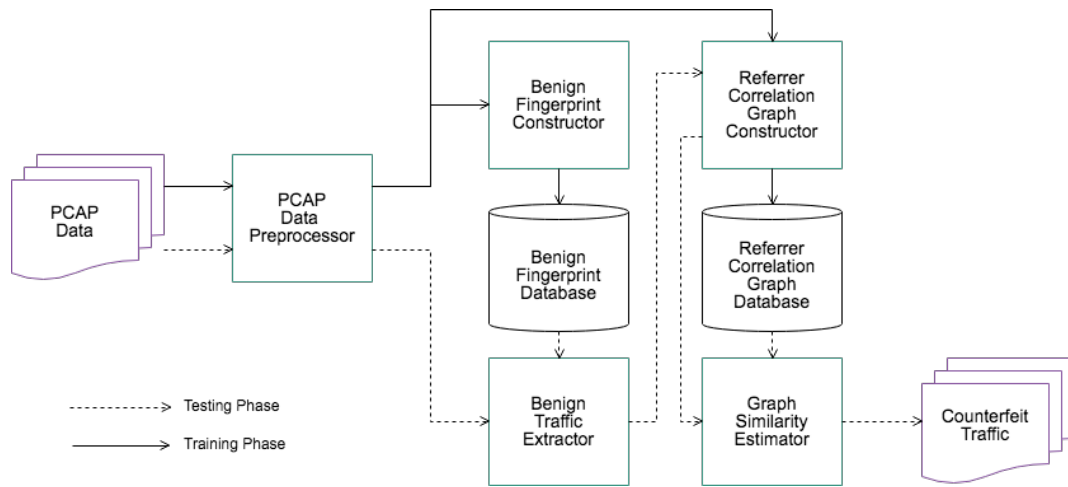 PCAP
Data
PCAP
Data
Preprocessor
Benign
Fingerprint
Constructor
Referrer
Correlation
Graph
Constructor
Benign
Fingerprint
Database
Referrer
Correlation
Graph
Database
Benign
Traffic
Extractor
Graph
Similarity
Estimator
Counterfeit
Traffic
Testing Phase
Training Phase